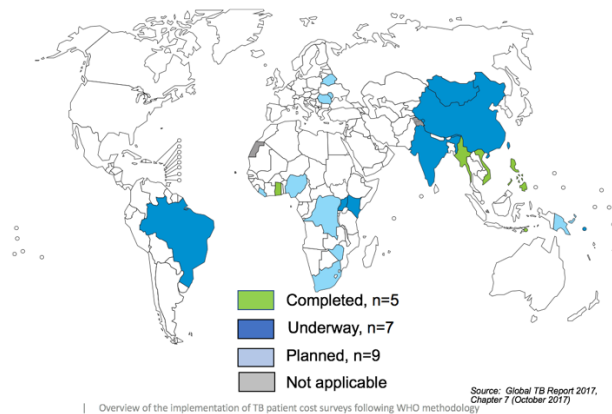 Completed, n=5
Underway, n=7
Planned, n=9
Not applicable
Source: Global TB Report 2017,
Chapter 7 (October 2017)
| Overview of the implementation of TB patient cost surveys following WHO methodology